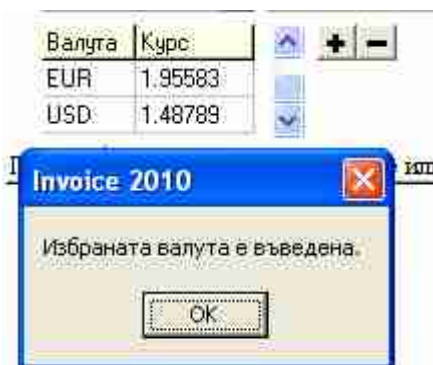 Валута Курс
EUR 1.95583
USD 1.48789
Invoice 2010
Избраната валута е въведена.
OK